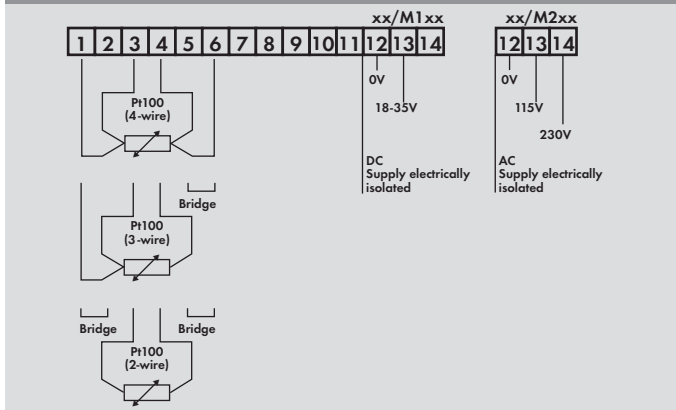 xx/M1xx xx/M2xx
1 2 3 4 5 6 7 8 9 10 11 12 13 14 12 13 14
0V 0V
Pt100
(4-wire)
18-35V 115V
230V
DC
Supply electrically
isolated
AC
Supply electrically
isolated
Bridge
Pt100
(3-wire)
Bridge Bridge
Pt100
(2-wire)